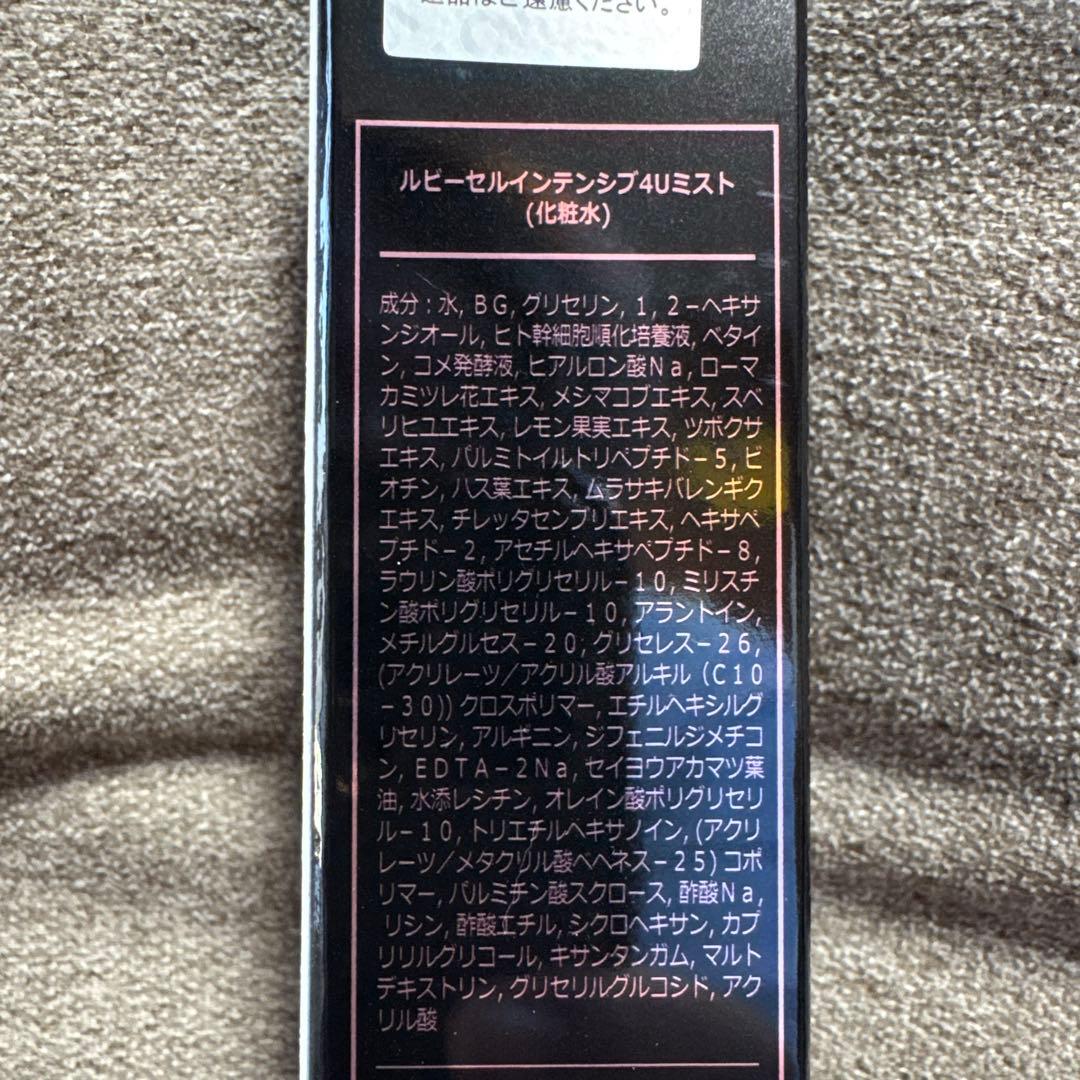 返品はご遠慮ください。
ルビーセルインテンシブ4Uミスト
(化粧水)
成分：水, BG, グリセリン, 1, 2－ヘキサ
ンジオール, ヒト幹細胞順化培養液, ベタイ
ン, コメ発酵液, ヒアルロン酸Na, ローマ
カミツレ花エキス, メシマコブエキス, スベ
リヒユエキス, レモン果実エキス, ツボクサ
エキス, パルミトイルトリペプチド－5, ビ
オチン, ハス葉エキス, ムラサキバレンギク
エキス, チレッタセンブリエキス, ヘキサペ
プチド－2, アセチルヘキサペプチド－8,
ラウリン酸ポリグリセリル－10, ミリスチ
ン酸ポリグリセリル－10, アラントイン,
メチルグルセス－20, グリセレス－26,
(アクリレーツ／アクリル酸アルキル（C10
－30)) クロスポリマー, エチルヘキシルグ
リセリン, アルギニン, ジフェニルジメチコ
ン, EDTA－2Na, セイヨウアカマツ葉
油, 水添レシチン, オレイン酸ポリグリセリ
ル－10, トリエチルヘキサノイン, (アクリ
レーツ／メタクリル酸ベヘネス－25) コポ
リマー, パルミチン酸スクロース, 酢酸Na,
リシン, 酢酸エチル, シクロヘキサン, カプ
リリルグリコール, キサンタンガム, マルト
デキストリン, グリセリルグルコシド, アク
リル酸